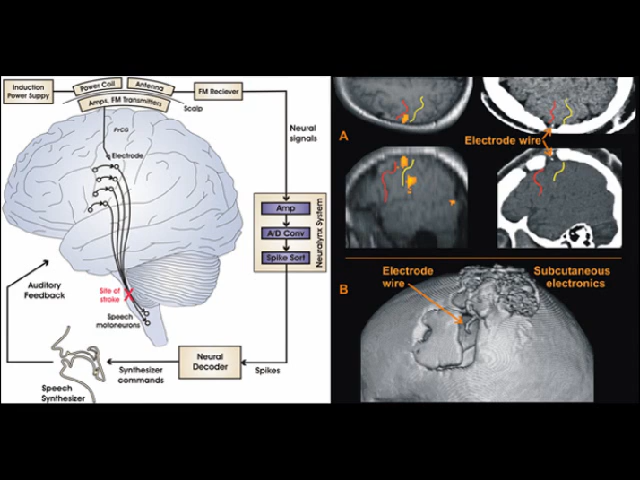 Induction
Power Suppy
Power Coil
Antenna
Amps, FM Transmitters
FM Reciever
Scalp
PrCG
Electrode
Neural
signals
Amp
A/D Conv
Spike Sort
Neuralynx System
Auditory
Feedback
Site of
stroke
Speech
motoneurons
Speech
Synthesizer
Synthesizer
commands
Neural
Decoder
Spikes
A
Electrode
wire
B
Electrode
wire
Subcutaneous
electronics